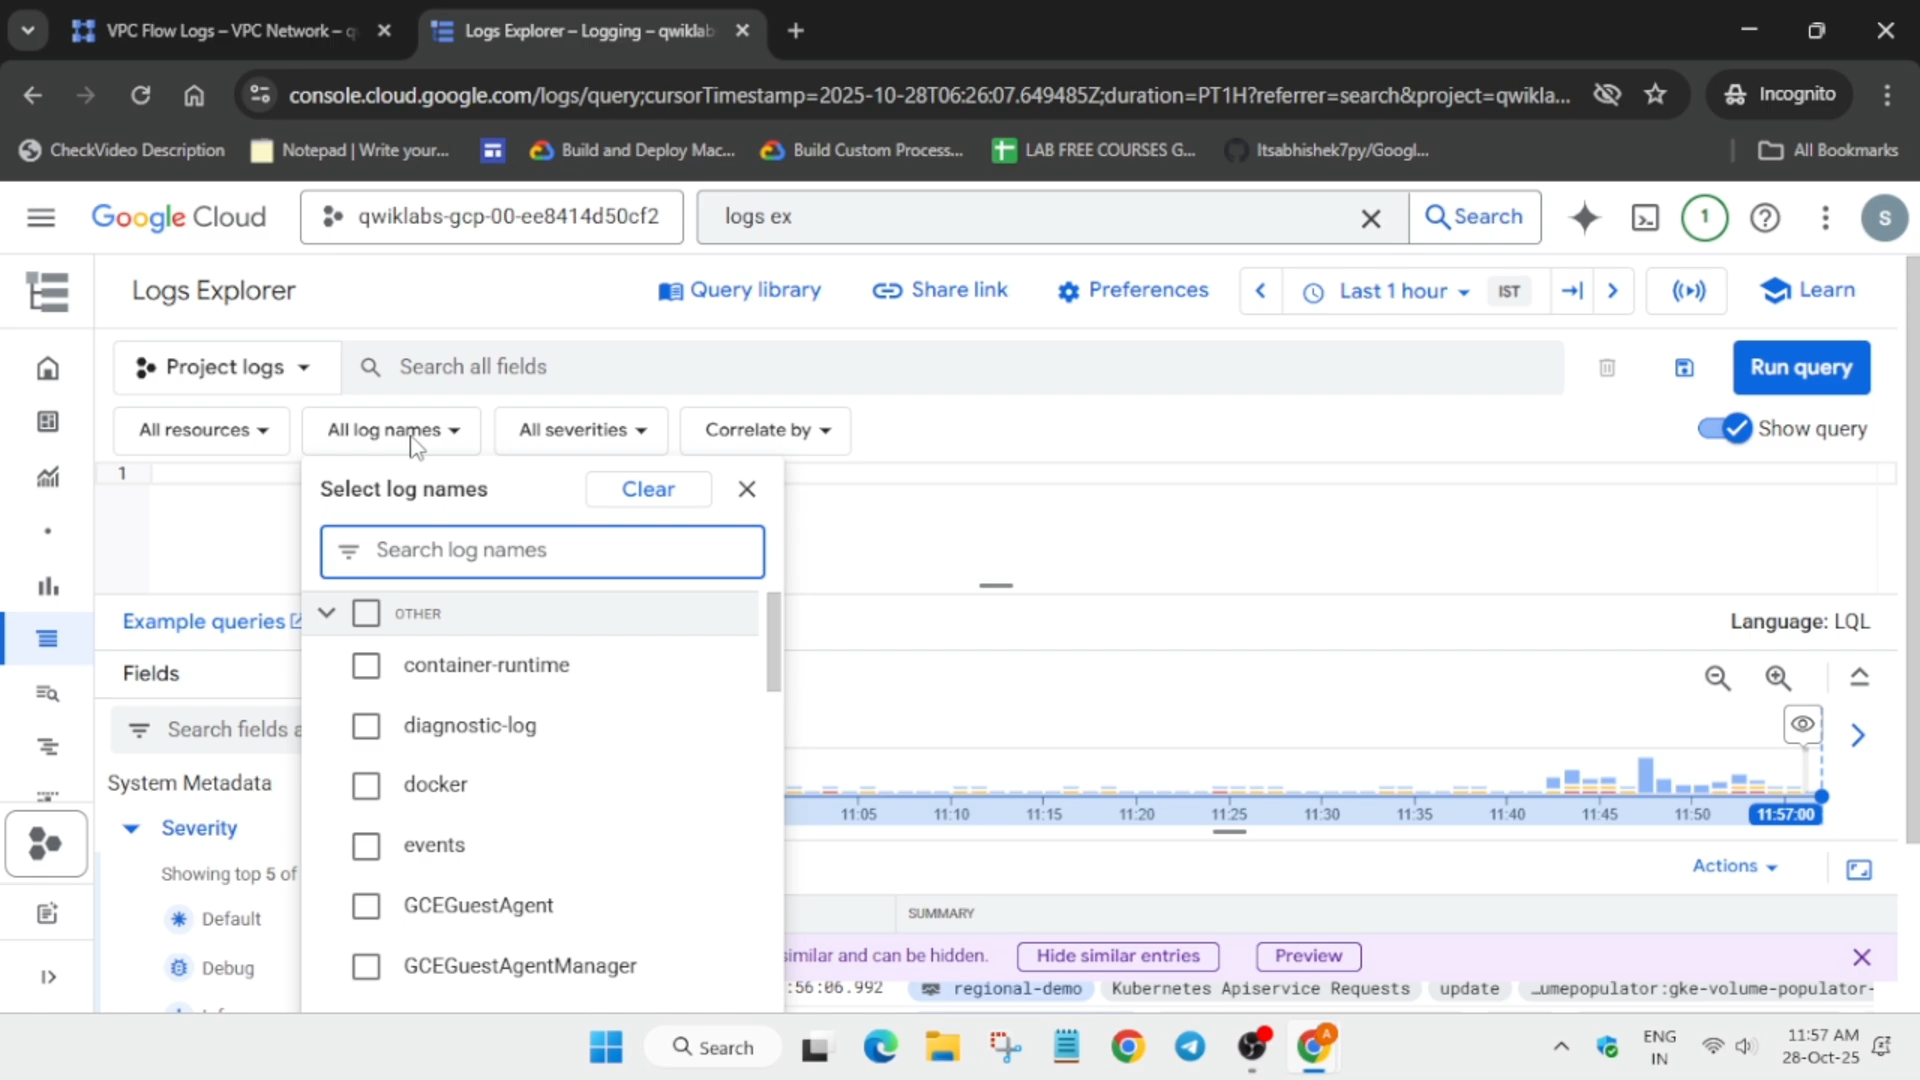 VPC Flow Logs – VPC Network – q
Logs Explorer – Logging – qwiklab
console.cloud.google.com/logs/query;cursorTimestamp=2025-10-28T06:26:07.649485Z;duration=PT1H?referrer=search&project=qwikla...
Incognito
CheckVideo Description
Notepad | Write your...
Build and Deploy Mac...
Build Custom Process...
LAB FREE COURSES G...
Itsabhishek7py/Googl...
All Bookmarks
Google Cloud
qwiklabs-gcp-00-ee8414d50cf2
logs ex
Search
1
S
Logs Explorer
Query library
Share link
Preferences
Last 1 hour
IST
Learn
Project logs
Search all fields
Run query
All resources
All log names
All severities
Correlate by
Show query
1
Select log names
Clear
Search log names
OTHER
container-runtime
diagnostic-log
docker
events
GCEGuestAgent
GCEGuestAgentManager
Example queries
Language: LQL
Fields
Search fields a
System Metadata
Severity
Showing top 5 of
Default
Debug
11:05 11:10 11:15 11:20 11:25 11:30 11:35 11:40 11:45 11:50 11:57:00
Actions
SUMMARY
similar and can be hidden.
Hide similar entries
Preview
:56:06.992 regional-demo Kubernetes Apiservice Requests update …umepopulator:gke-volume-populator-
Search
ENG
IN
11:57 AM
28-Oct-25